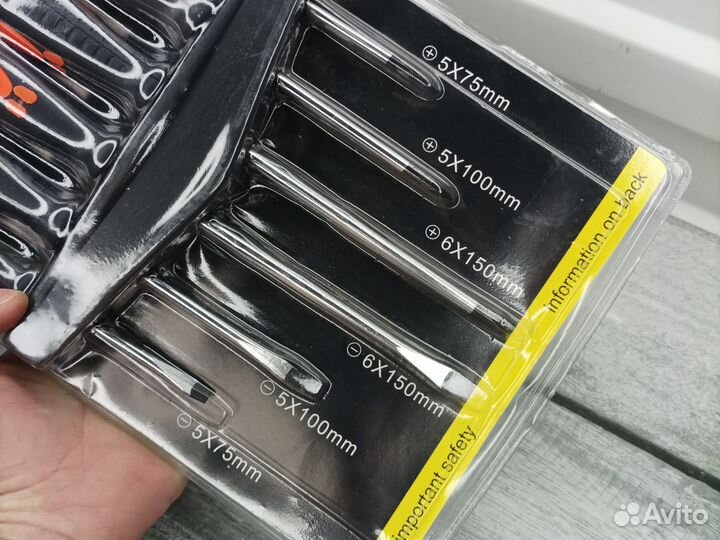 ⊕ 5X75mm
⊕ 5X100mm
⊕ 6X150mm
⊖ 6X150mm
⊖ 5X100mm
⊖ 5X75mm
important safety information on back
Avito